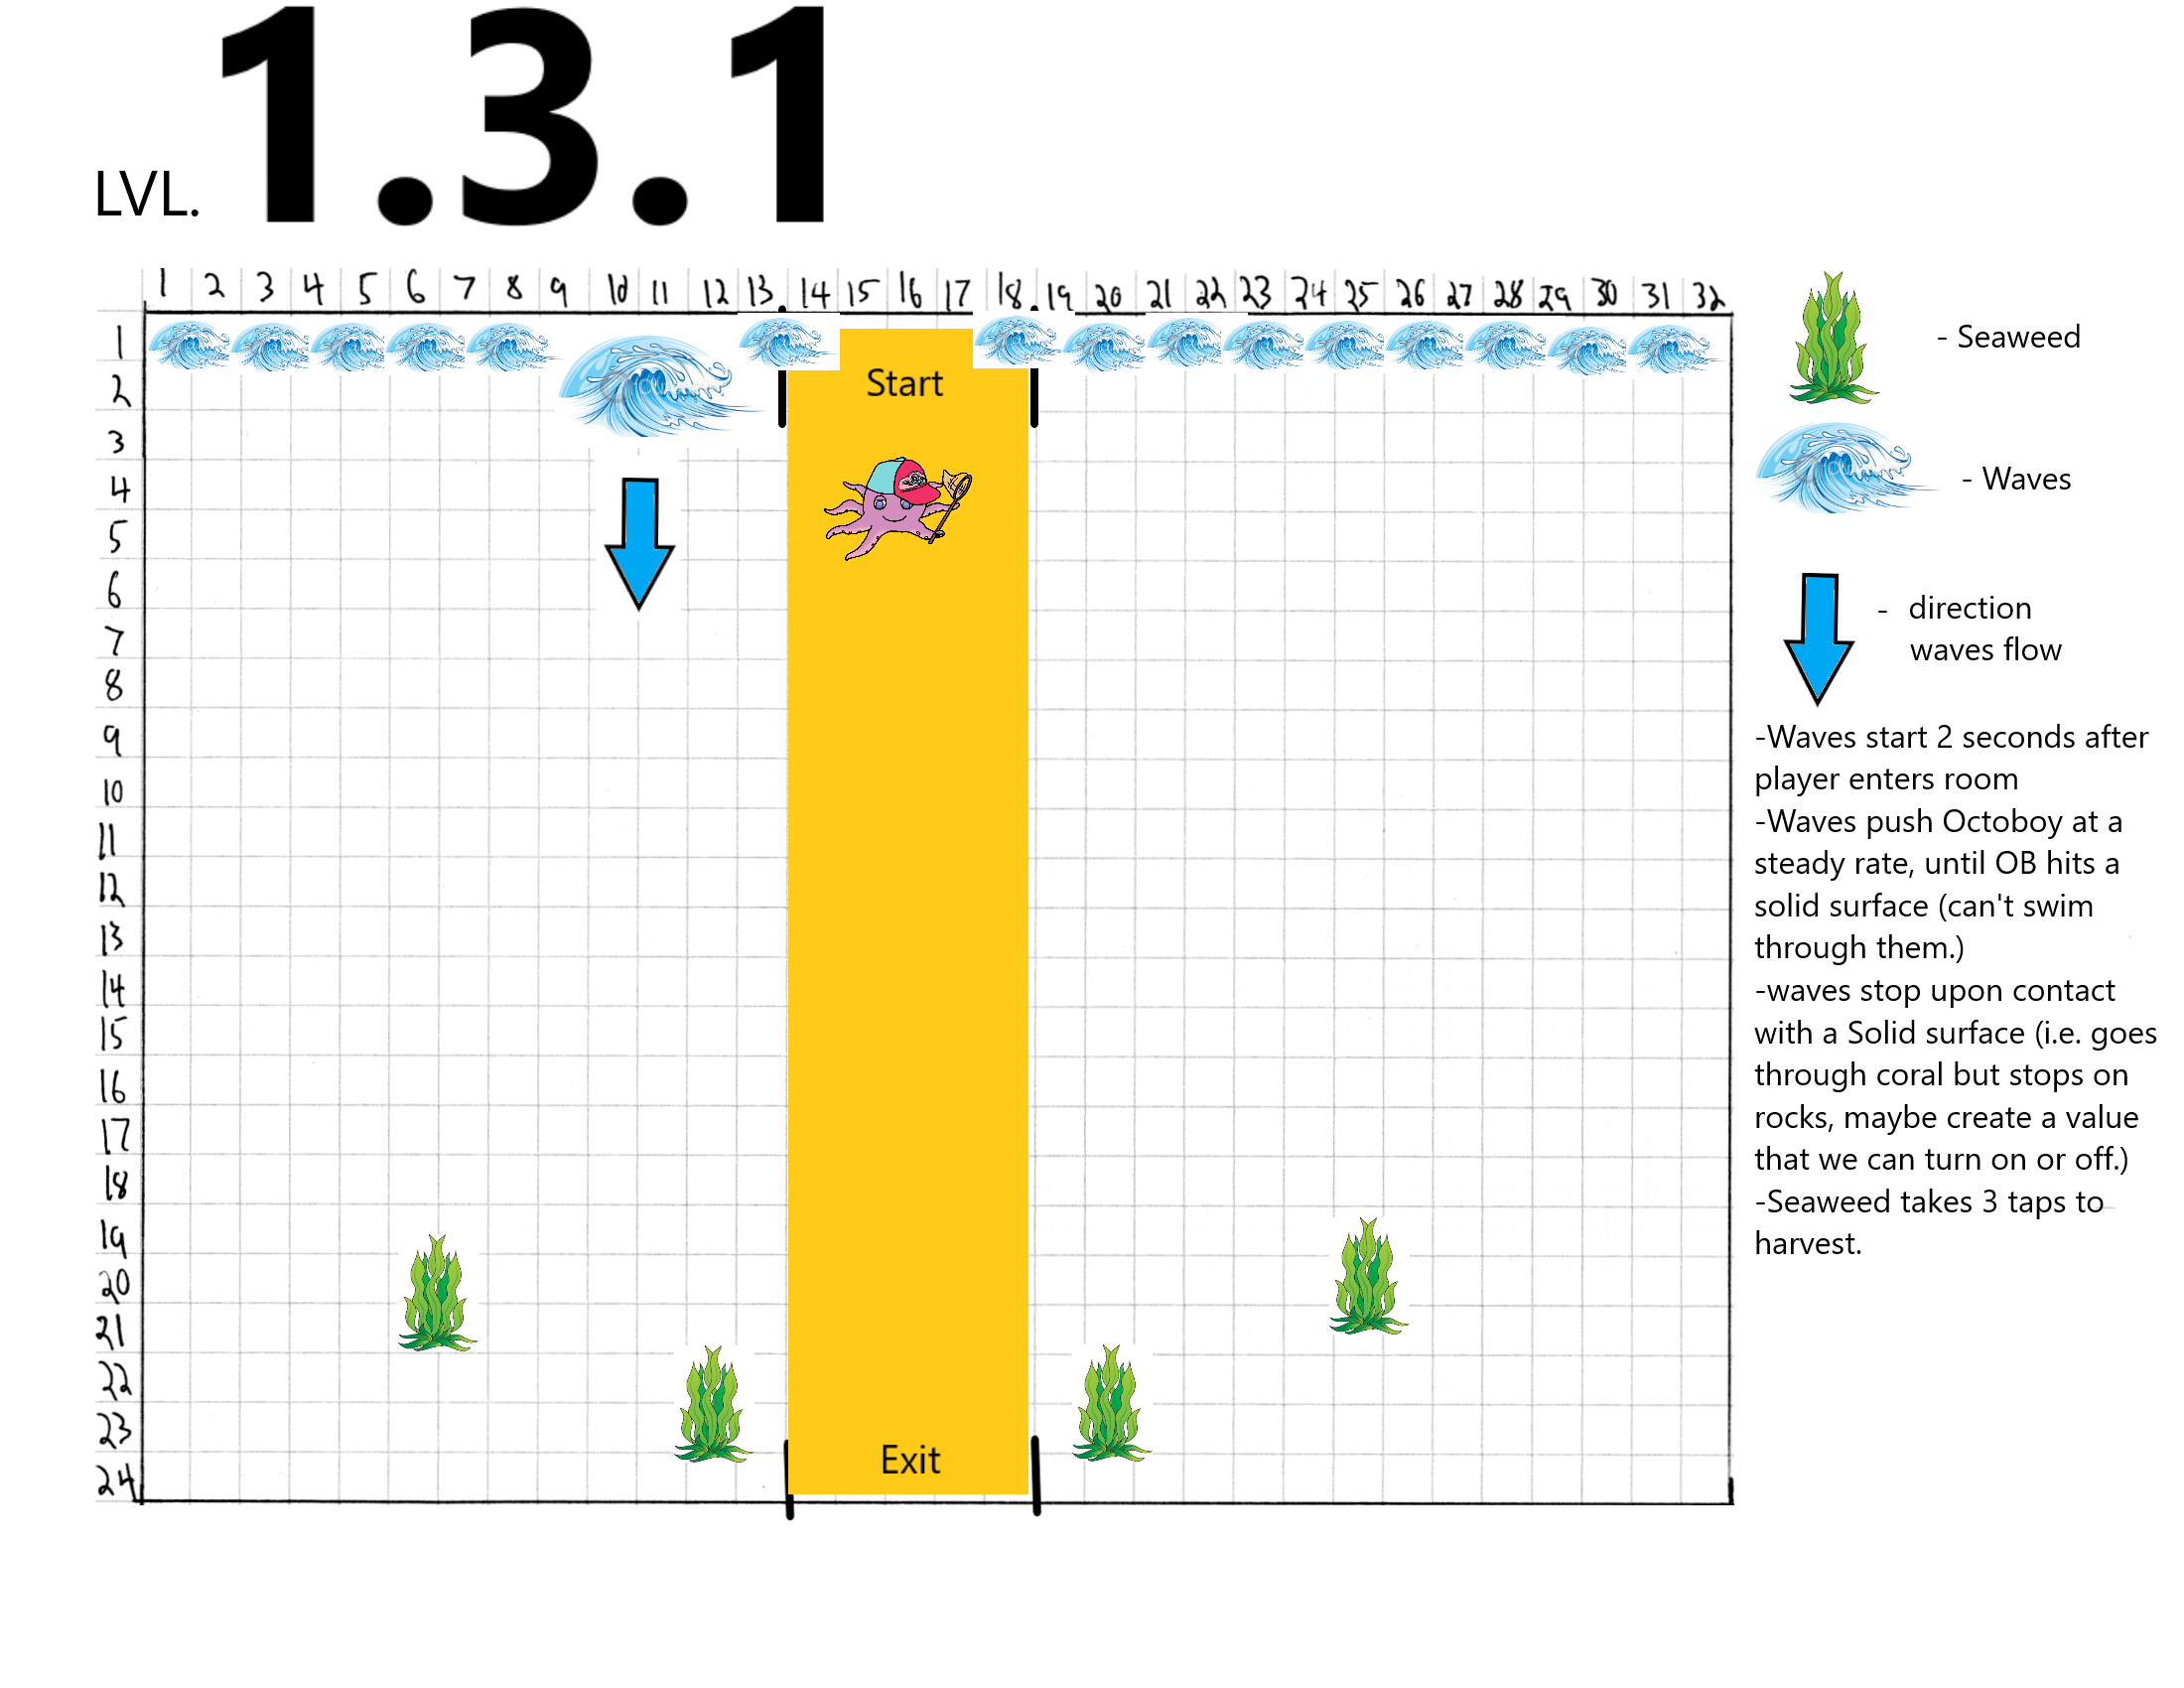 LVL. 1.3.1
1 2 3 4 5 6 7 8 9 10 11 12 13 14 15 16 17 18 19 20 21 22 23 24 25 26 27 28 29 30 31 32
1
2
3
4
5
6
7
8
9
10
11
12
13
14
15
16
17
18
19
20
21
22
23
24
Start
Exit
- Seaweed
- Waves
- direction
waves flow
-Waves start 2 seconds after
player enters room
-Waves push Octoboy at a
steady rate, until OB hits a
solid surface (can't swim
through them.)
-waves stop upon contact
with a Solid surface (i.e. goes
through coral but stops on
rocks, maybe create a value
that we can turn on or off.)
-Seaweed takes 3 taps to
harvest.